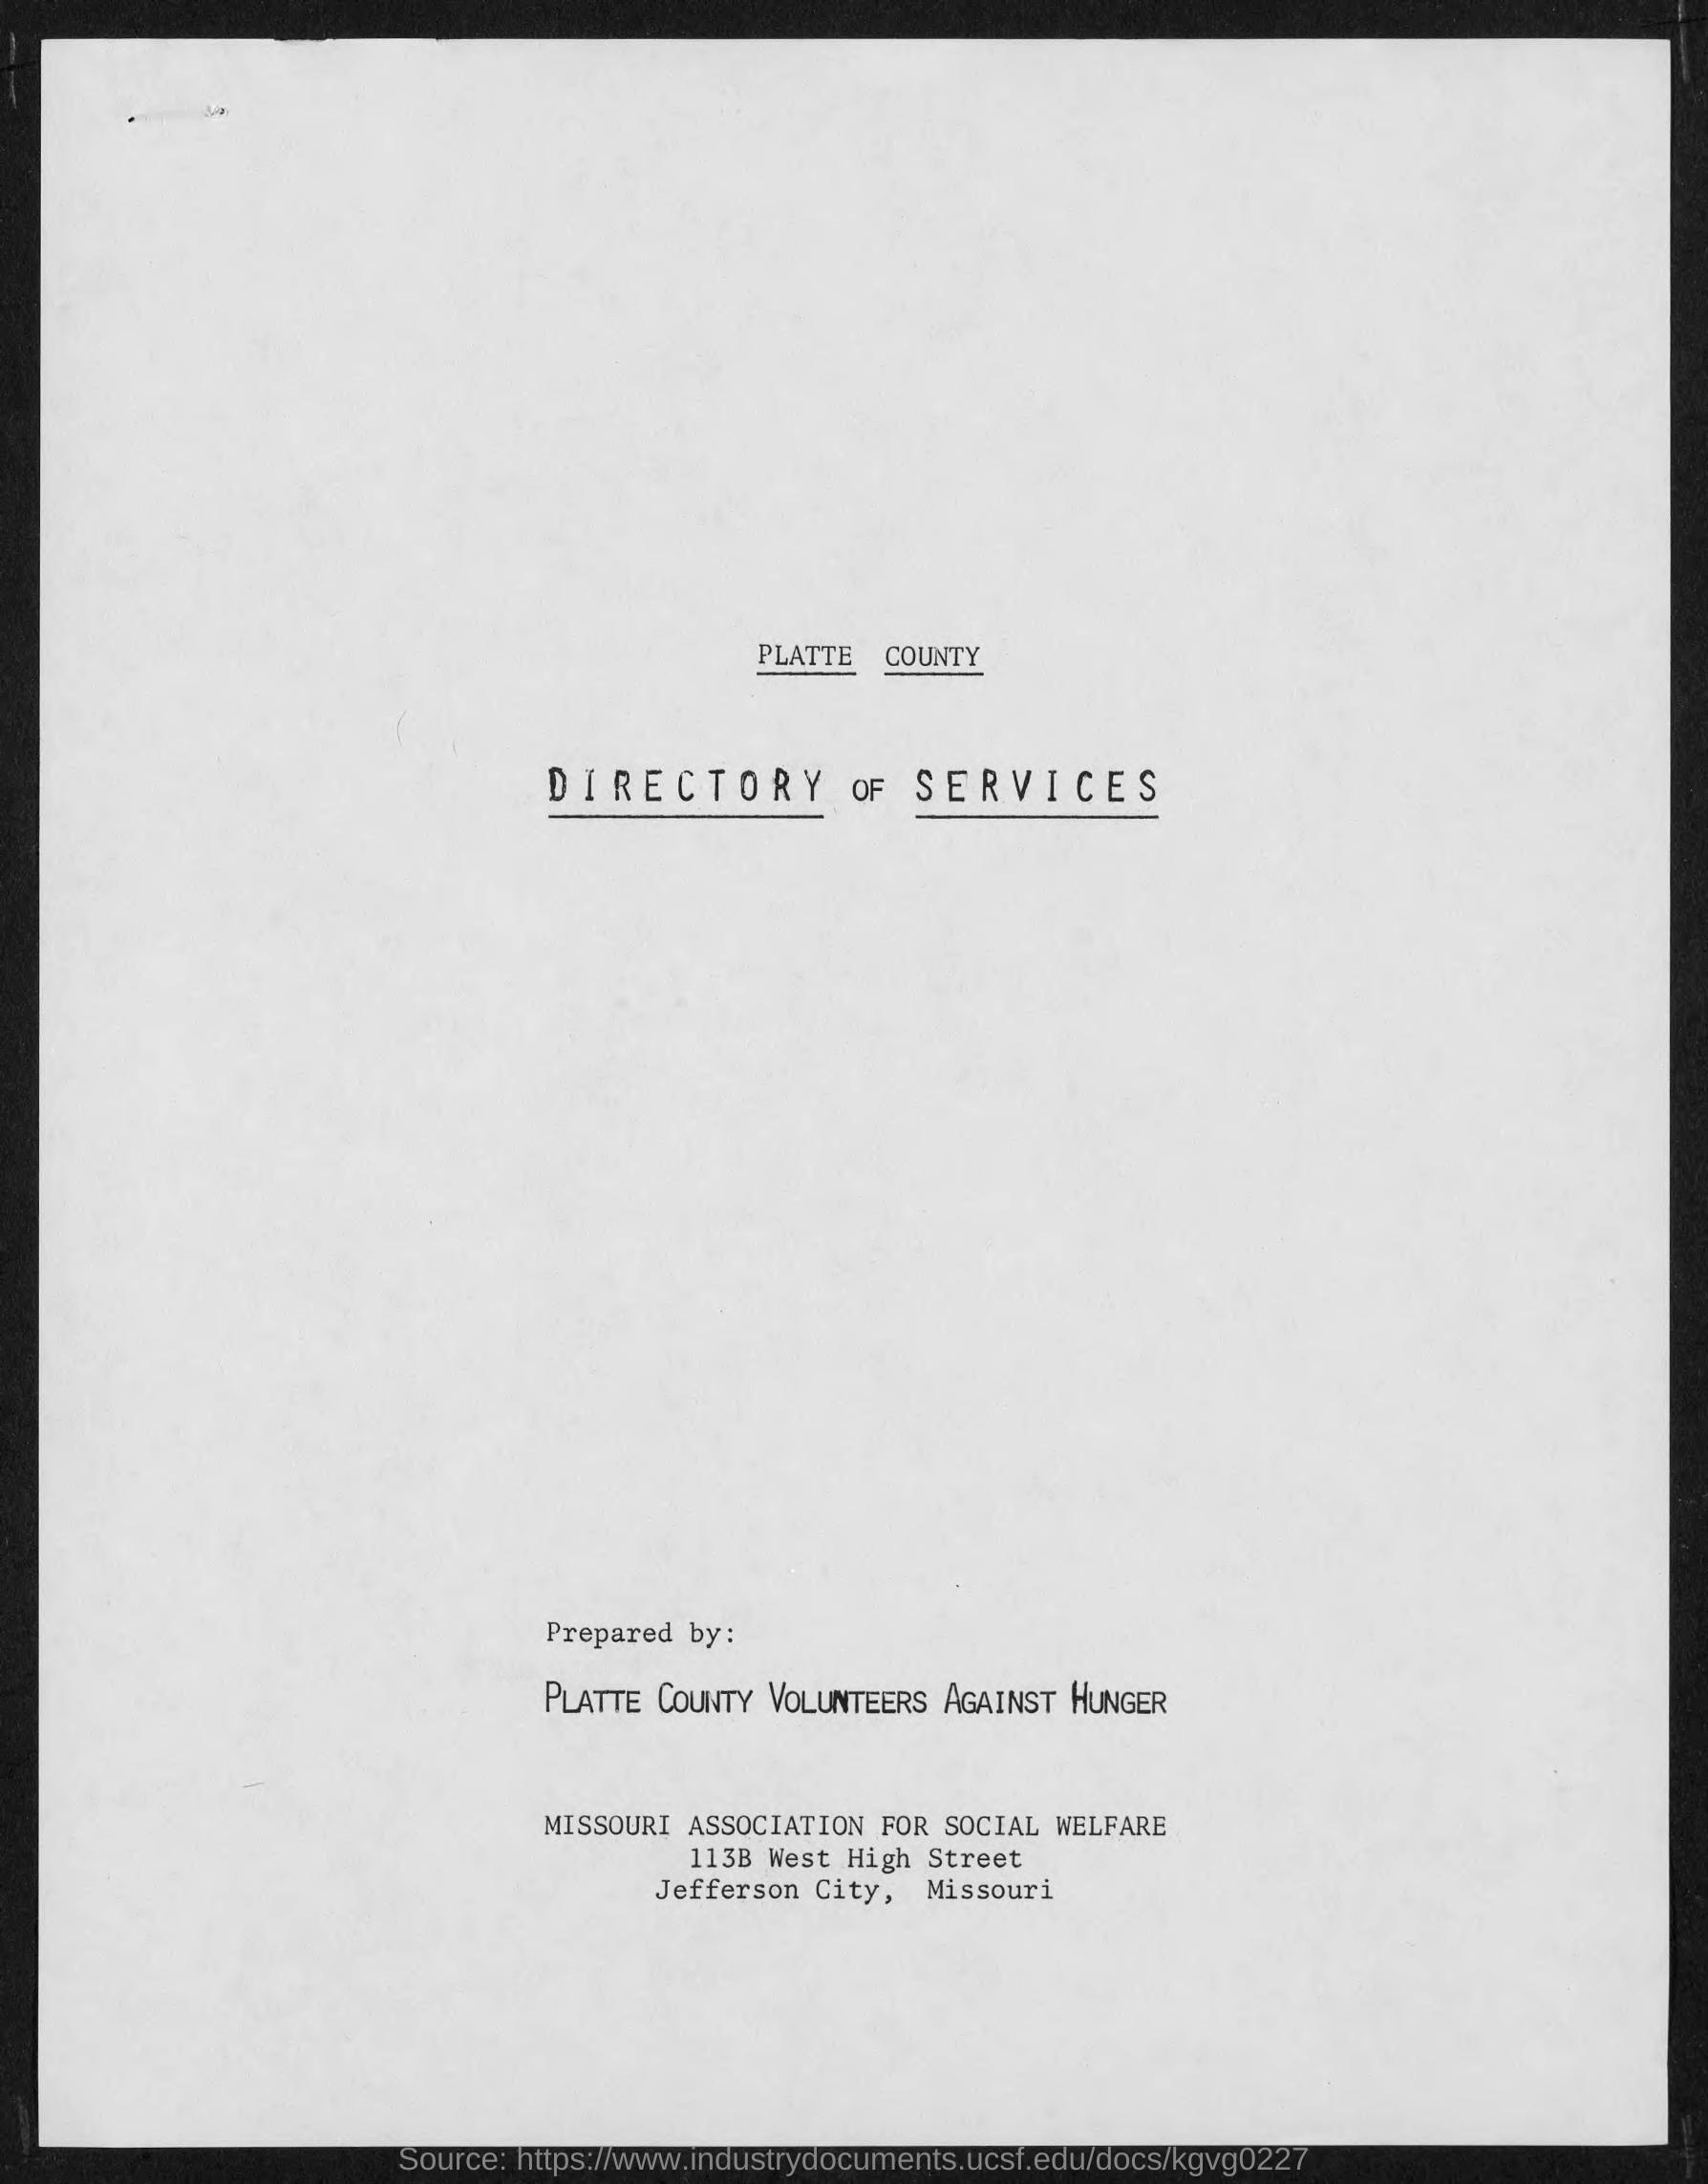 PLATTE COUNTY
DIRECTORY OF SERVICES
Prepared by:
PLATTE COUNTY VOLUNTEERS AGAINST HUNGER
MISSOURI ASSOCIATION FOR SOCIAL WELFARE
113B West High Street
Jefferson City, Missouri
Source: https://www.industrydocuments.ucsf.edu/docs/kgvg0227